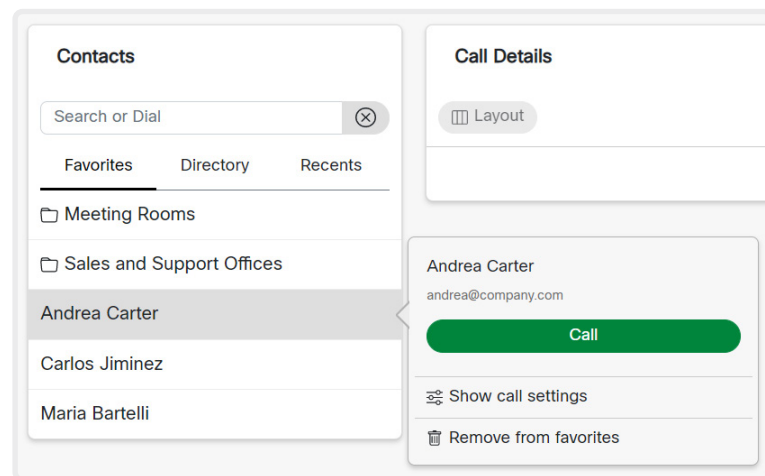 Contacts
Search or Dial
Favorites Directory Recents
Meeting Rooms
Sales and Support Offices
Andrea Carter
Carlos Jiminez
Maria Bartelli
Call Details
Layout
Andrea Carter
andrea@company.com
Call
Show call settings
Remove from favorites